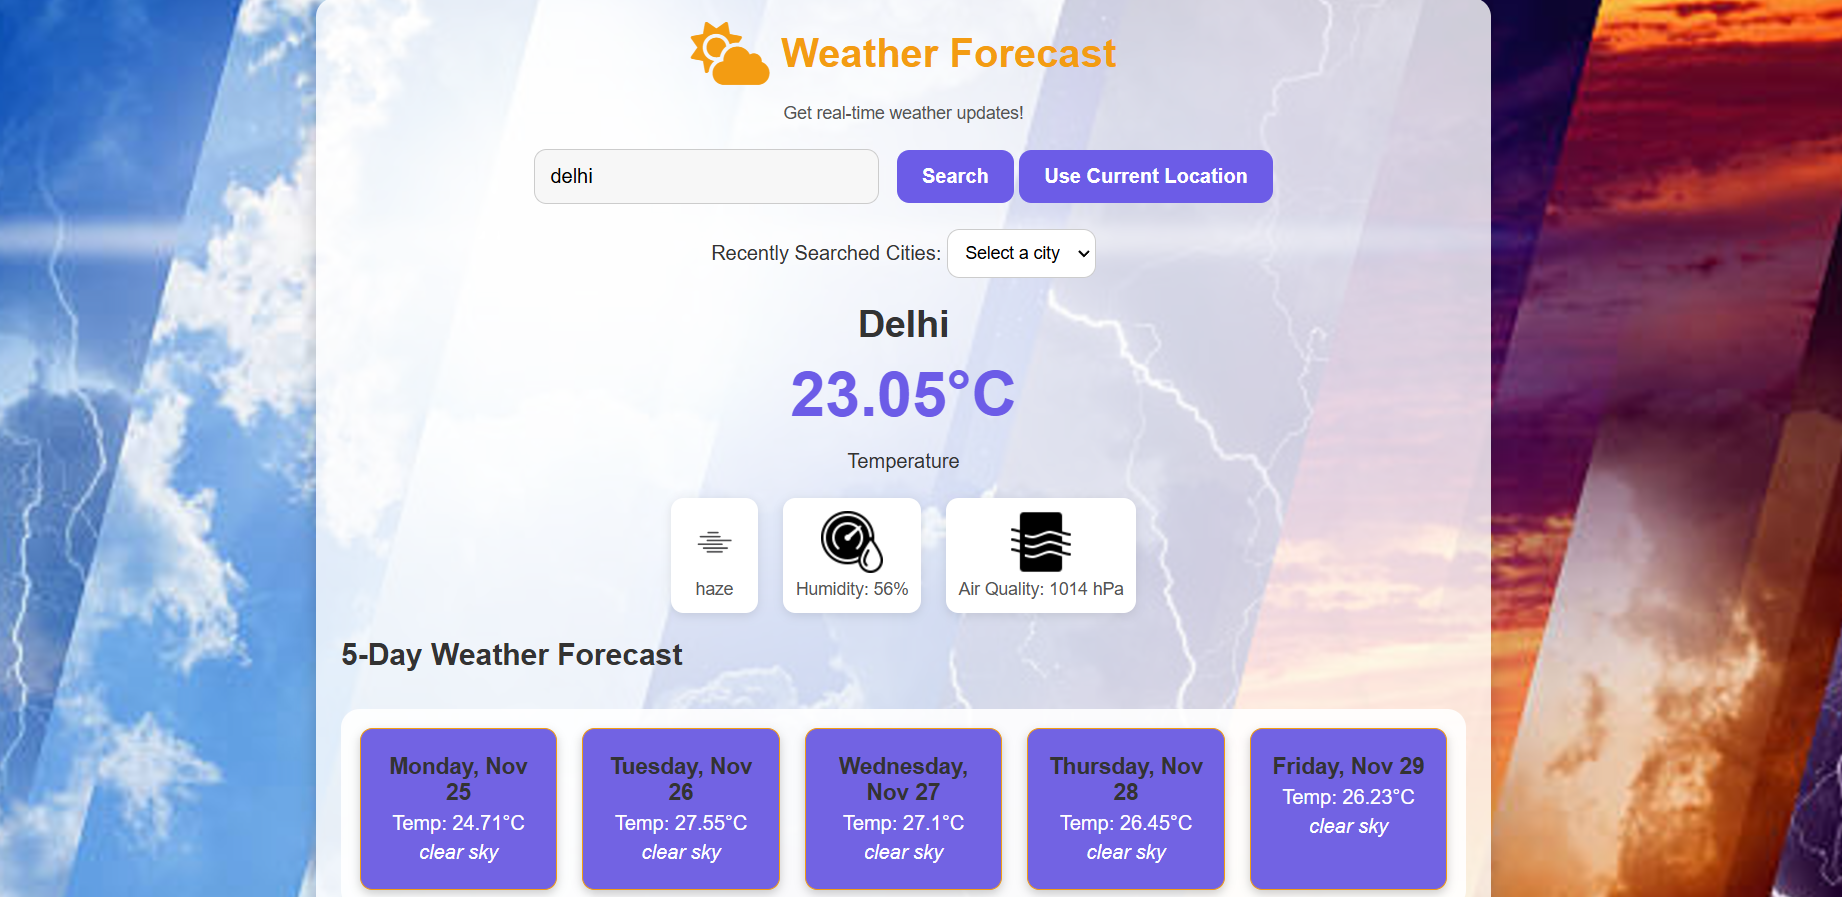 Weather Forecast
Get real-time weather updates!
delhi
Search
Use Current Location
Recently Searched Cities:
Select a city
Delhi
23.05°C
Temperature
haze
Humidity: 56%
Air Quality: 1014 hPa
5-Day Weather Forecast
Monday, Nov
25
Temp: 24.71°C
clear sky
Tuesday, Nov
26
Temp: 27.55°C
clear sky
Wednesday,
Nov 27
Temp: 27.1°C
clear sky
Thursday, Nov
28
Temp: 26.45°C
clear sky
Friday, Nov 29
Temp: 26.23°C
clear sky